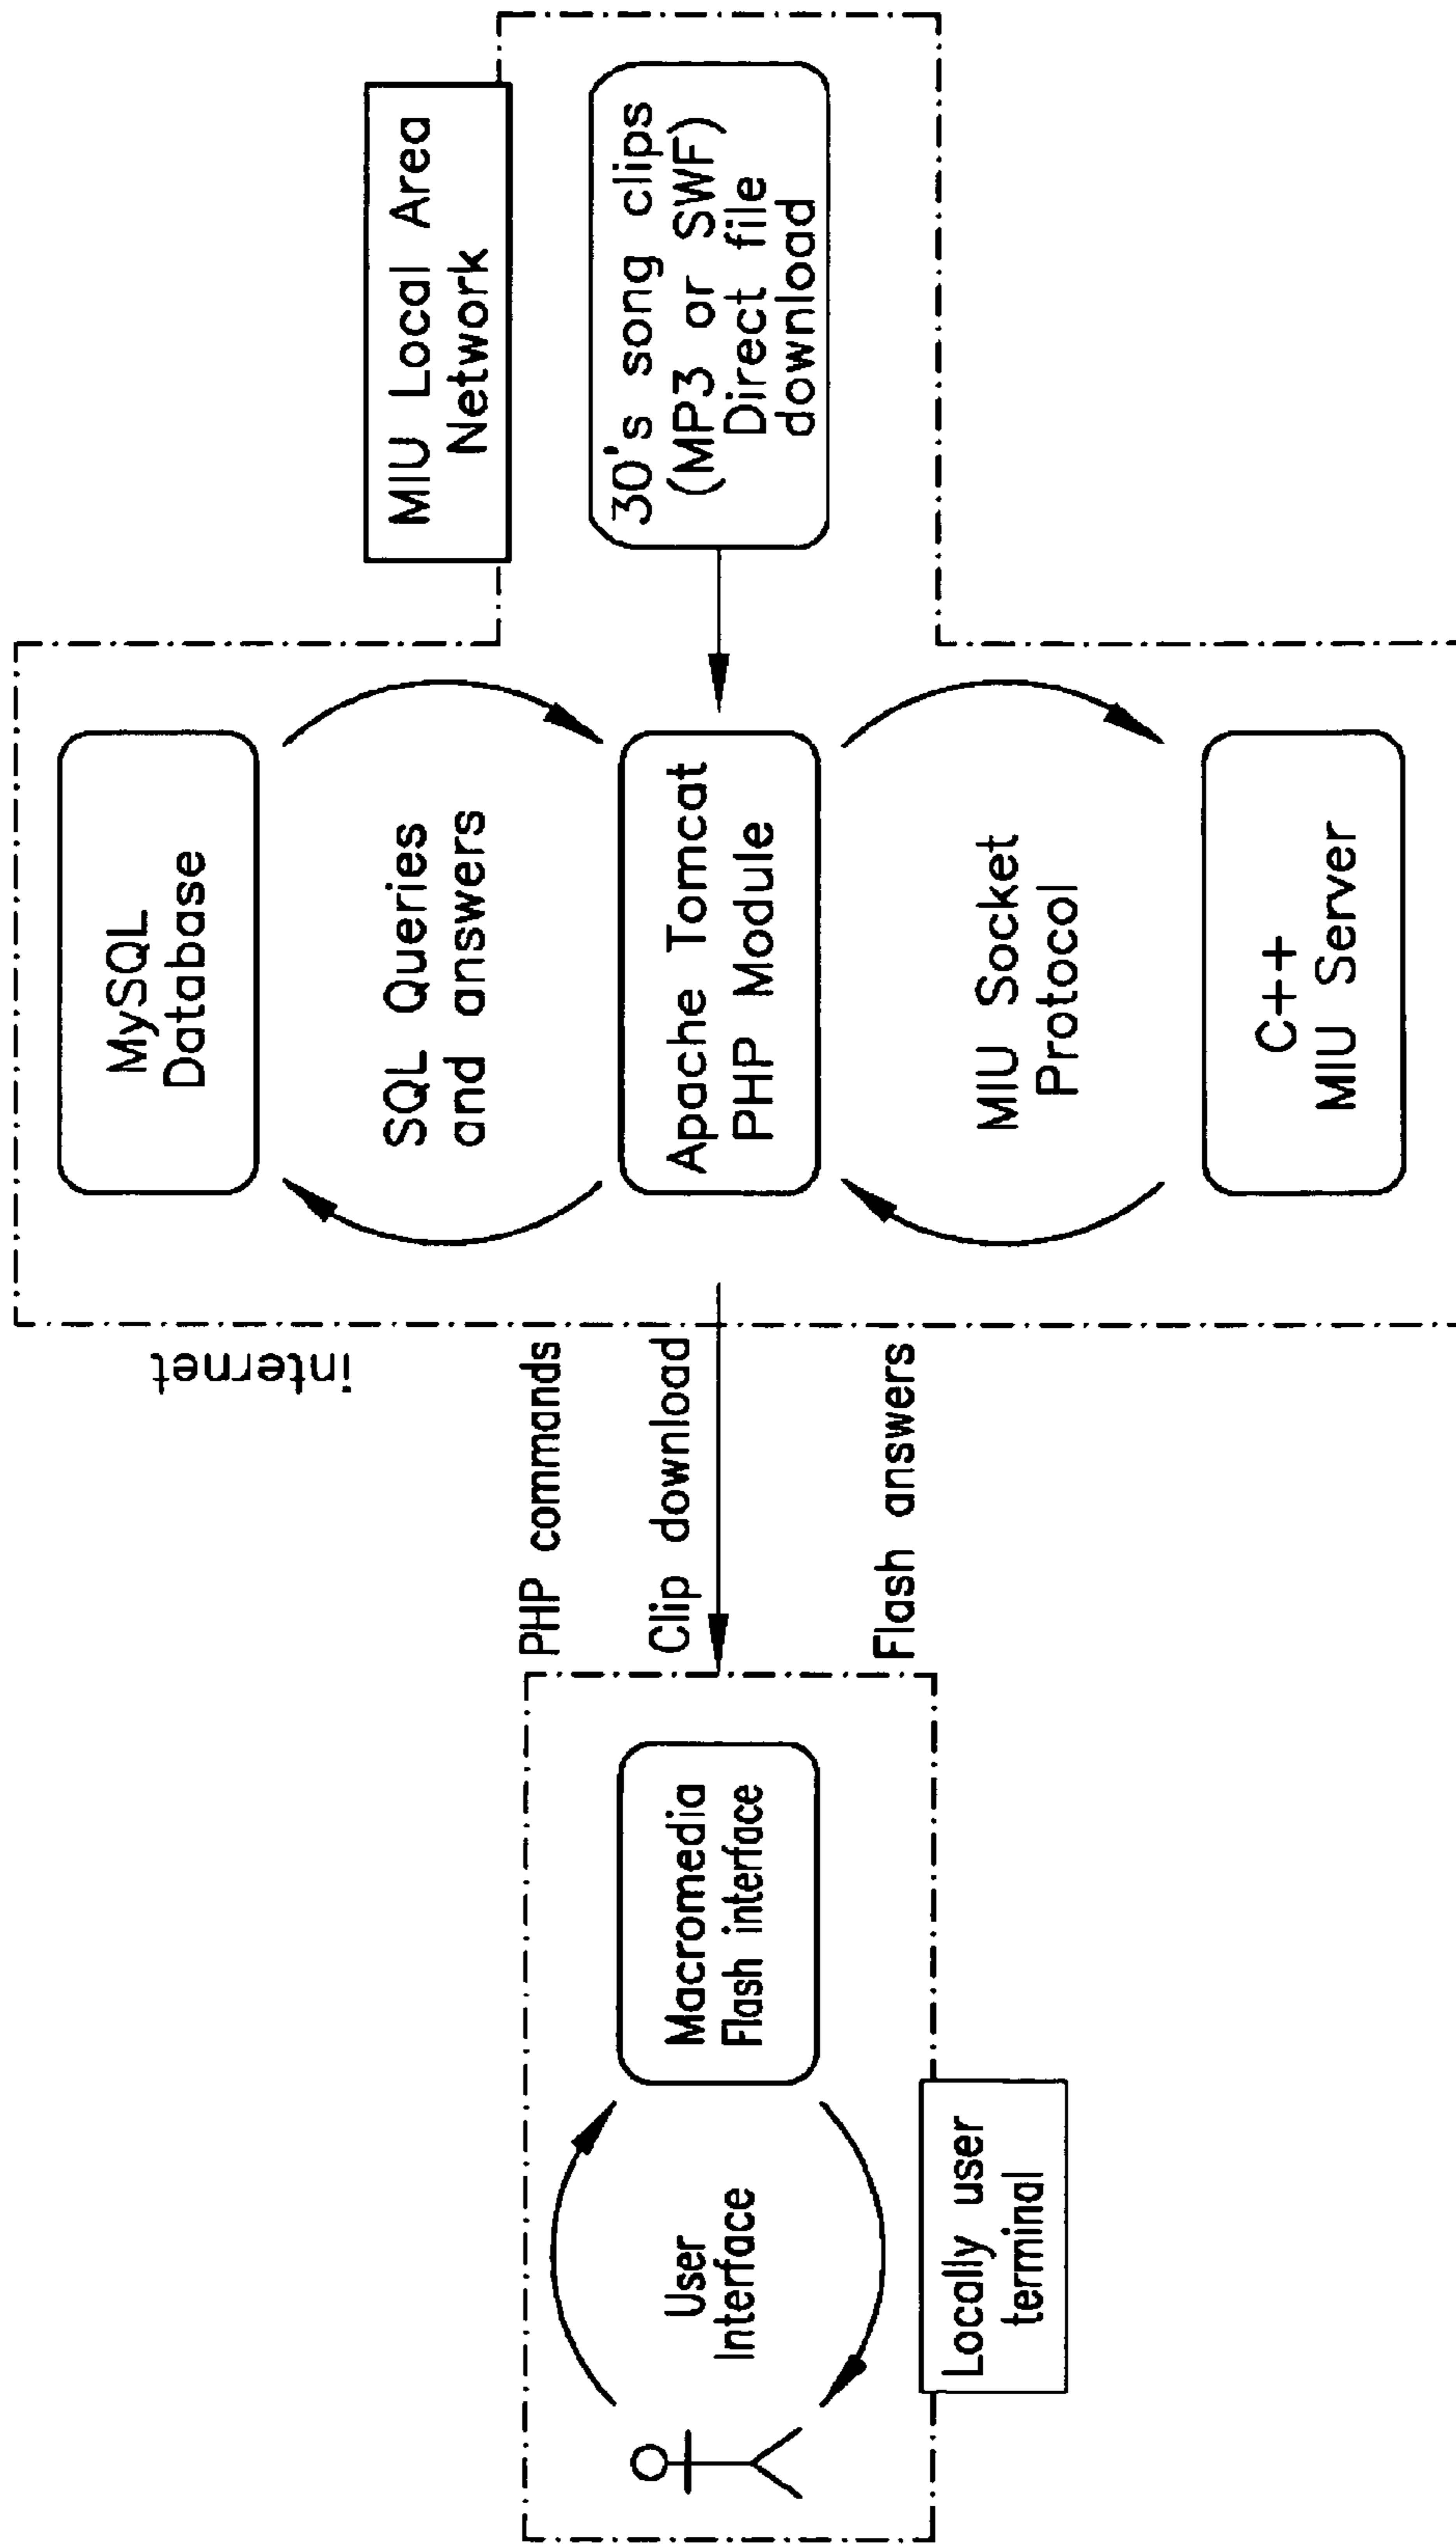 MySQL
Database
SQL Queries
and answers
Apache Tomcat
PHP Module
MIU Socket
Protocol
C++
MIU Server
MIU Local Area
Network
30's song clips
(MP3 or SWF)
Direct file
download
internet
PHP commands
Clip download
Flash answers
Macromedia
Flash interface
User
Interface
Locally user
terminal